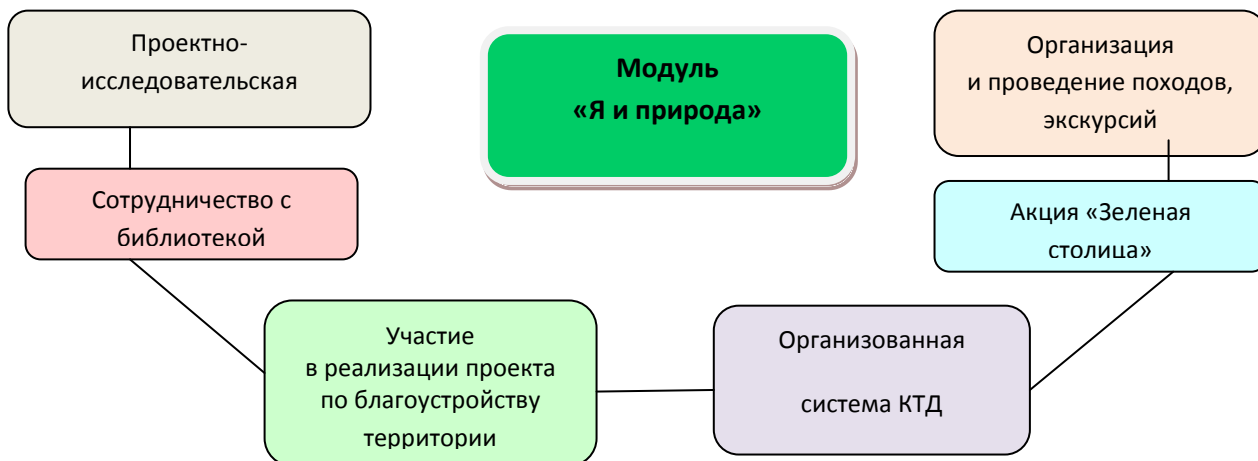 Проектно-
исследовательская
Модуль
«Я и природа»
Организация
и проведение походов,
экскурсий
Сотрудничество с
библиотекой
Акция «Зеленая
столица»
Участие
в реализации проекта
по благоустройству
территории
Организованная
система КТД